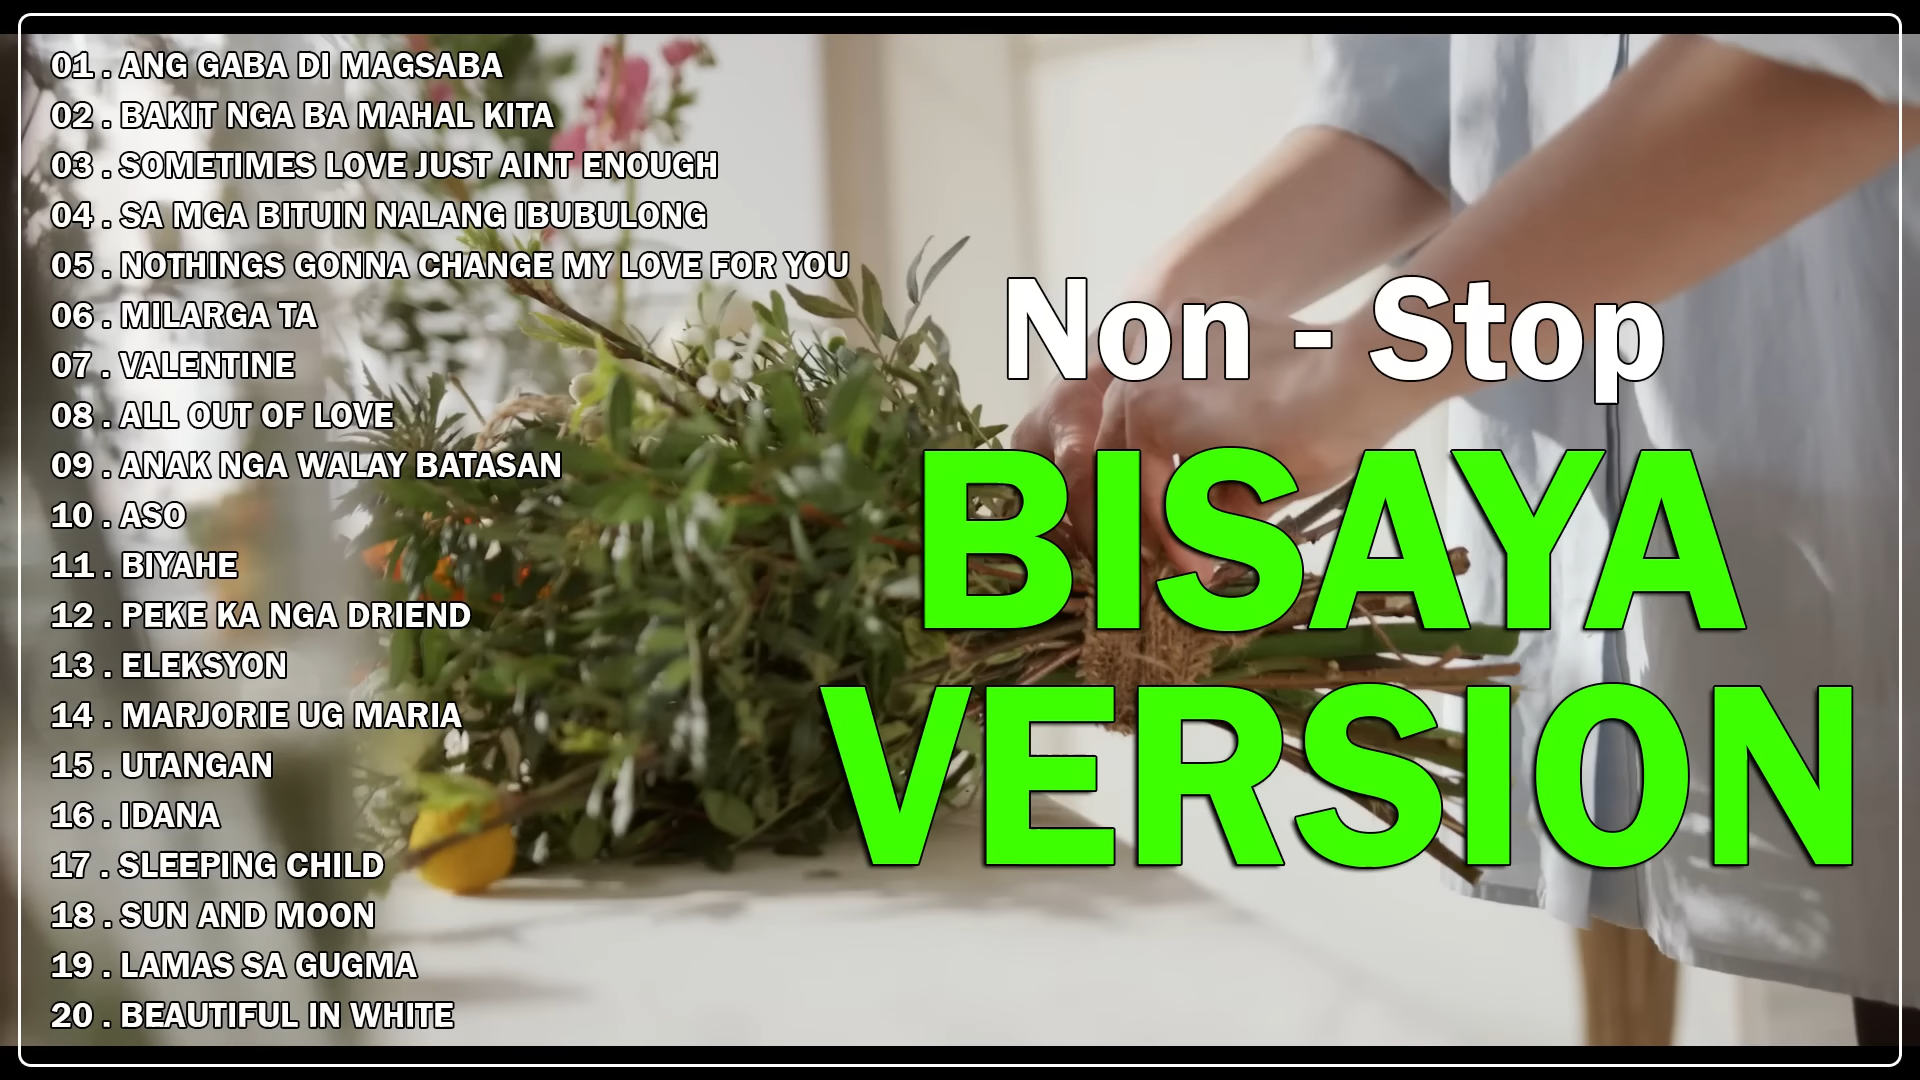 01 . ANG GABA DI MAGSABA
02 . BAKIT NGA BA MAHAL KITA
03 . SOMETIMES LOVE JUST AINT ENOUGH
04 . SA MGA BITUIN NALANG IBUBULONG
05 . NOTHINGS GONNA CHANGE MY LOVE FOR YOU
06 . MILARGA TA
07 . VALENTINE
08 . ALL OUT OF LOVE
09 . ANAK NGA WALAY BATASAN
10 . ASO
11 . BIYAHE
12 . PEKE KA NGA DRIEND
13 . ELEKSYON
14 . MARJORIE UG MARIA
15 . UTANGAN
16 . IDANA
17 . SLEEPING CHILD
18 . SUN AND MOON
19 . LAMAS SA GUGMA
20 . BEAUTIFUL IN WHITE
Non - Stop
BISAYA
VERSION